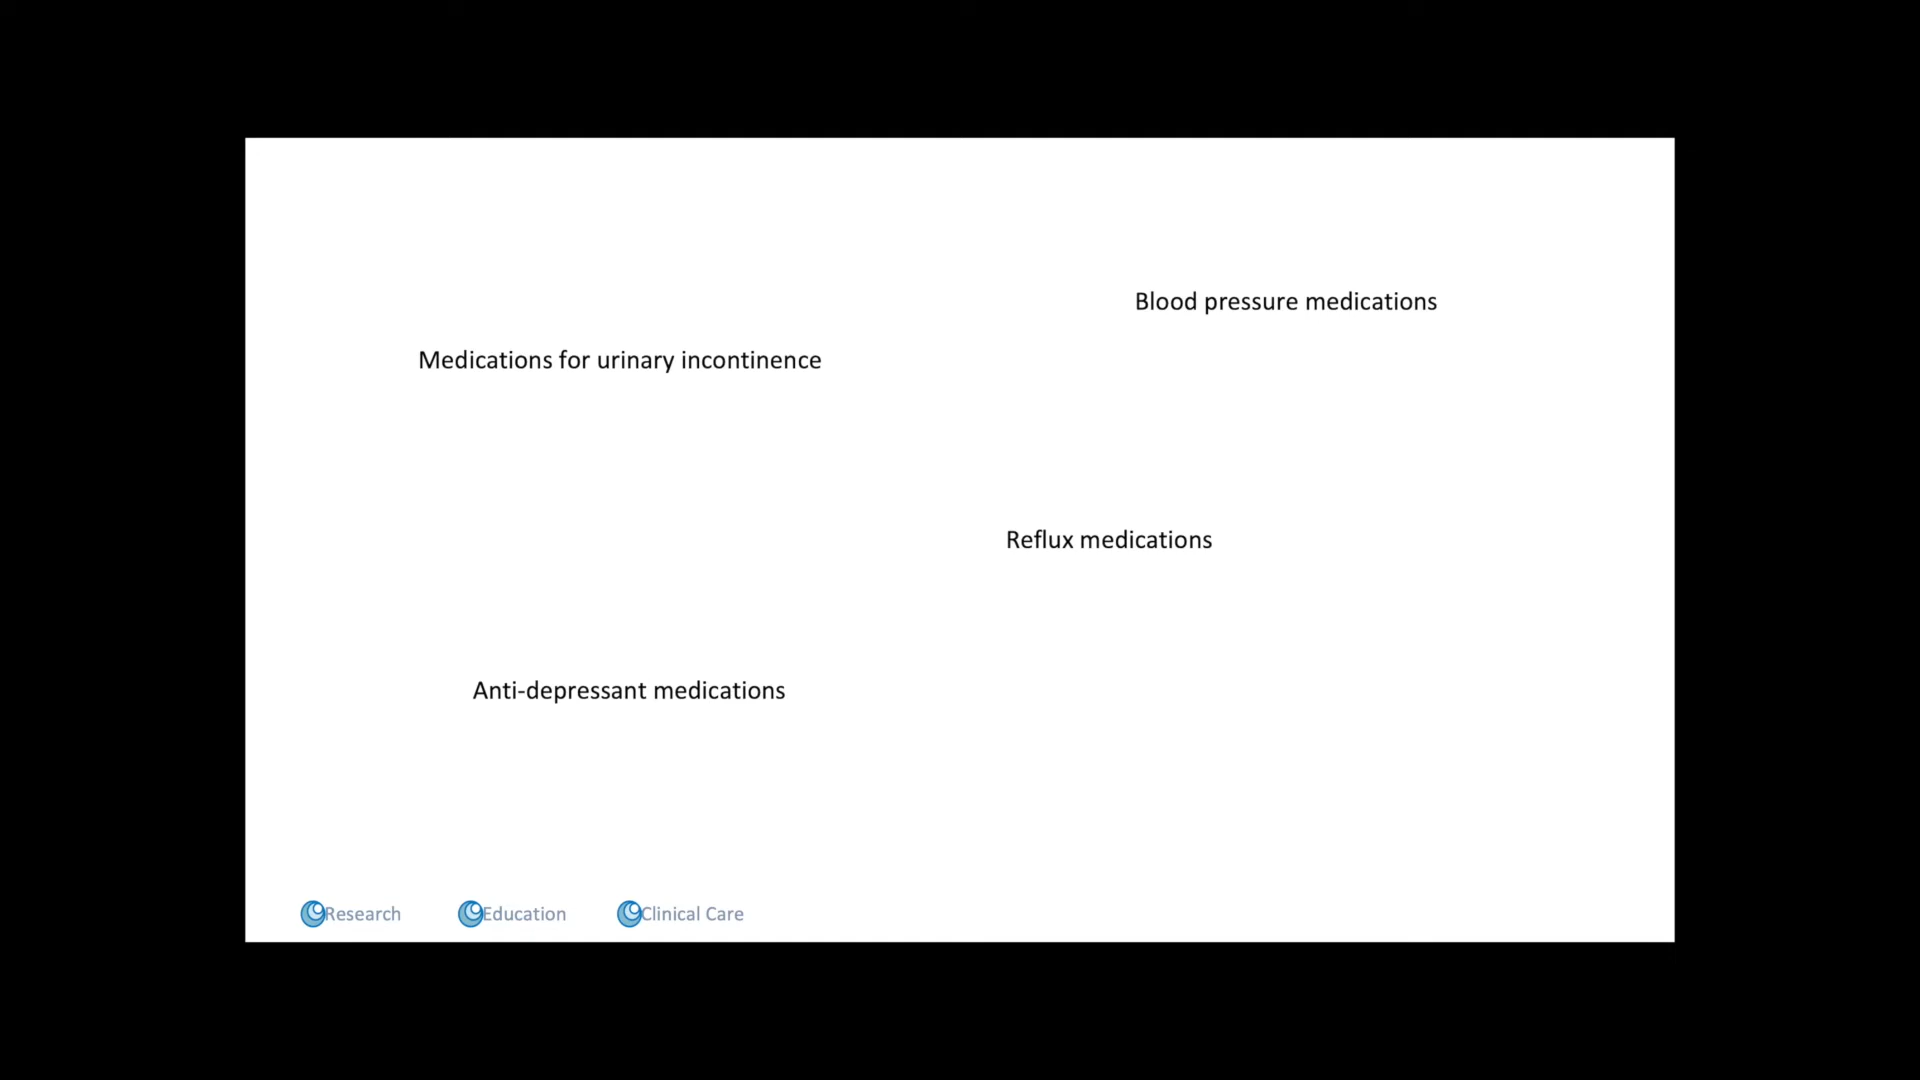 Blood pressure medications
Medications for urinary incontinence
Reflux medications
Anti-depressant medications
Research
Education
Clinical Care